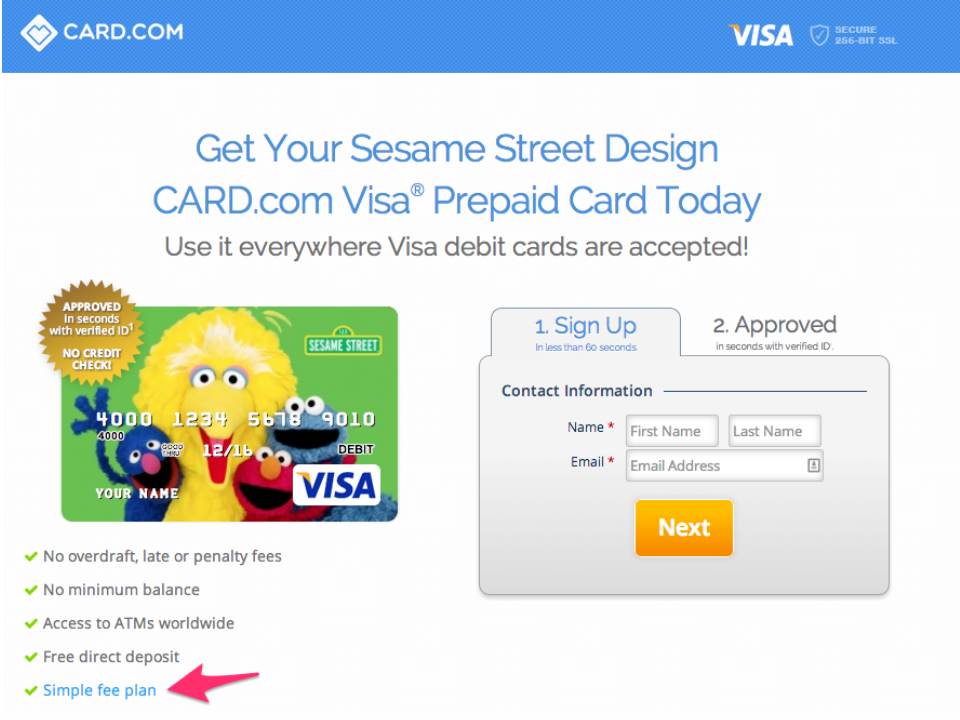 CARD.COM
VISA
SECURE
256-BIT SSL
Get Your Sesame Street Design
CARD.com Visa® Prepaid Card Today
Use it everywhere Visa debit cards are accepted!
APPROVED
In seconds
with verified ID¹
NO CREDIT
CHECK!
SESAME STREET
4000 1234 5678 9010
4000
GOOD
THRU
12/16
DEBIT
YOUR NAME
VISA
No overdraft, late or penalty fees
No minimum balance
Access to ATMs worldwide
Free direct deposit
Simple fee plan
1. Sign Up
In less than 60 seconds
2. Approved
in seconds with verified ID¹.
Contact Information
Name *
First Name
Last Name
Email *
Email Address
Next